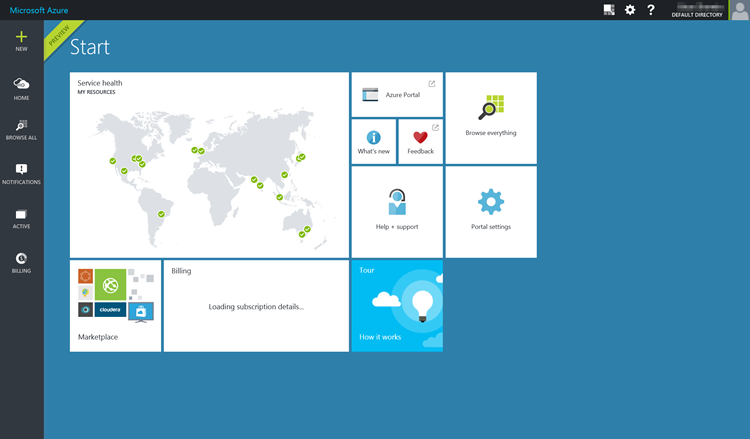 Microsoft Azure
DEFAULT DIRECTORY
PREVIEW
Start
NEW
HOME
BROWSE ALL
NOTIFICATIONS
ACTIVE
BILLING
Service health
MY RESOURCES
Azure Portal
What's new
Feedback
Browse everything
Help + support
Portal settings
cloudera
Marketplace
Billing
Loading subscription details...
Tour
How it works